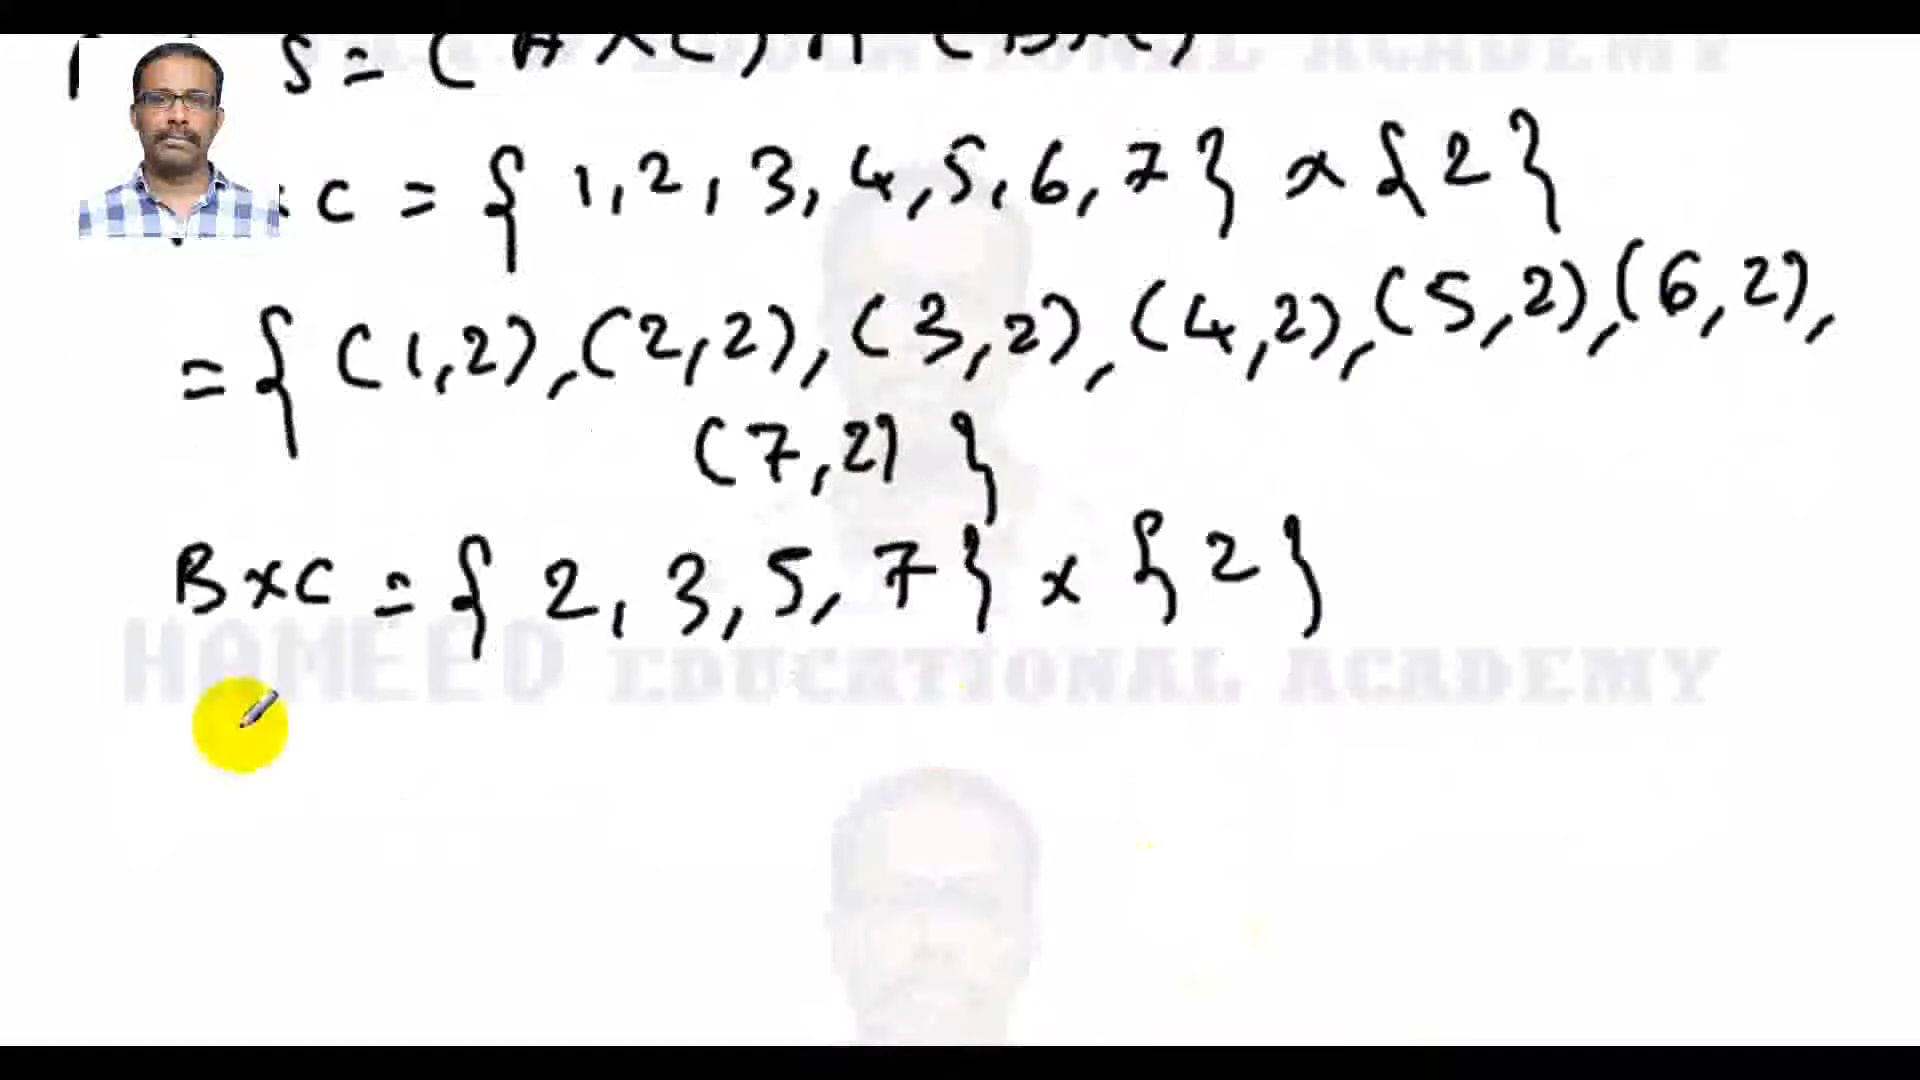 S = (A × C) ∩ (B × C)
× C = { 1, 2, 3, 4, 5, 6, 7 } × { 2 }
= { (1,2), (2,2), (3,2), (4,2), (5,2), (6,2),
(7,2) }
B × C = { 2, 3, 5, 7 } × { 2 }
HAMEED EDUCATIONAL ACADEMY